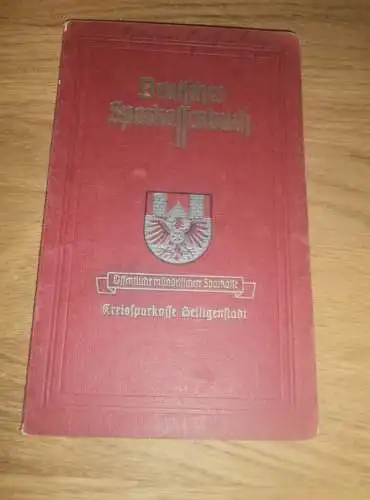 Deutsches
Sparkassenbuch
Öffentliche mündelsichere Sparkasse
Kreissparkasse Heiligenstadt